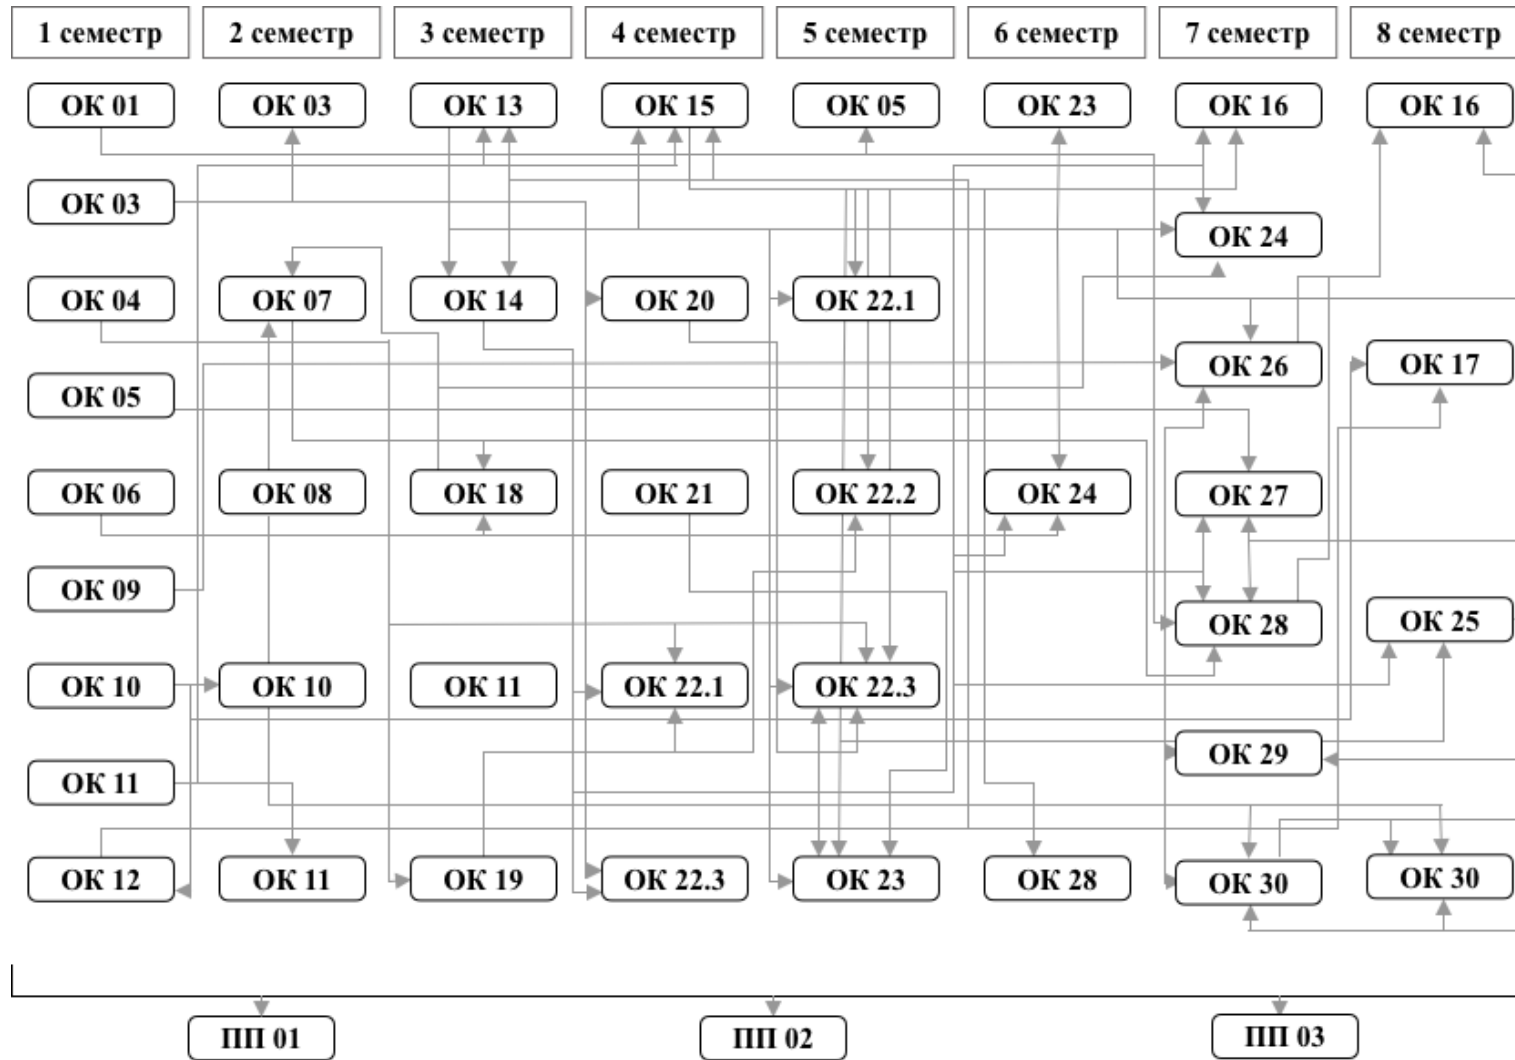 1 семестр 2 семестр 3 семестр 4 семестр 5 семестр 6 семестр 7 семестр 8 семестр
ОК 01 ОК 03 ОК 13 ОК 15 ОК 05 ОК 23 ОК 16 ОК 16
ОК 03
ОК 24
ОК 04 ОК 07 ОК 14 ОК 20 ОК 22.1
ОК 26 ОК 17
ОК 05
ОК 06 ОК 08 ОК 18 ОК 21 ОК 22.2 ОК 24 ОК 27
ОК 09
ОК 28 ОК 25
ОК 10 ОК 10 ОК 11 ОК 22.1 ОК 22.3
ОК 29
ОК 11
ОК 12 ОК 11 ОК 19 ОК 22.3 ОК 23 ОК 28 ОК 30 ОК 30
ПП 01 ПП 02 ПП 03